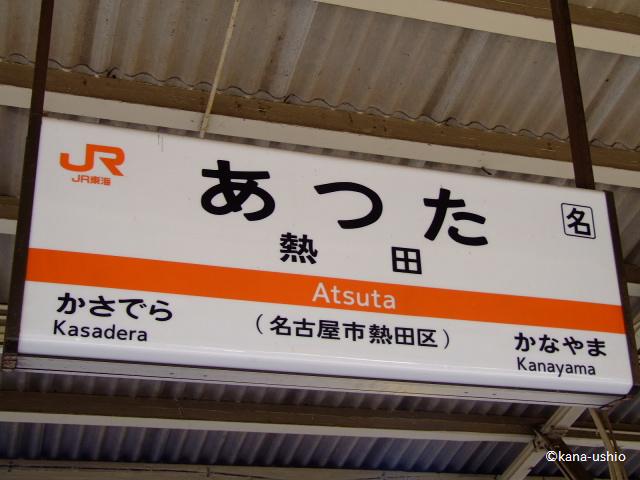 JR
JR東海
あつた
名
熱田
Atsuta
かさでら
Kasadera
(名古屋市熱田区)
かなやま
Kanayama
©kana-ushio